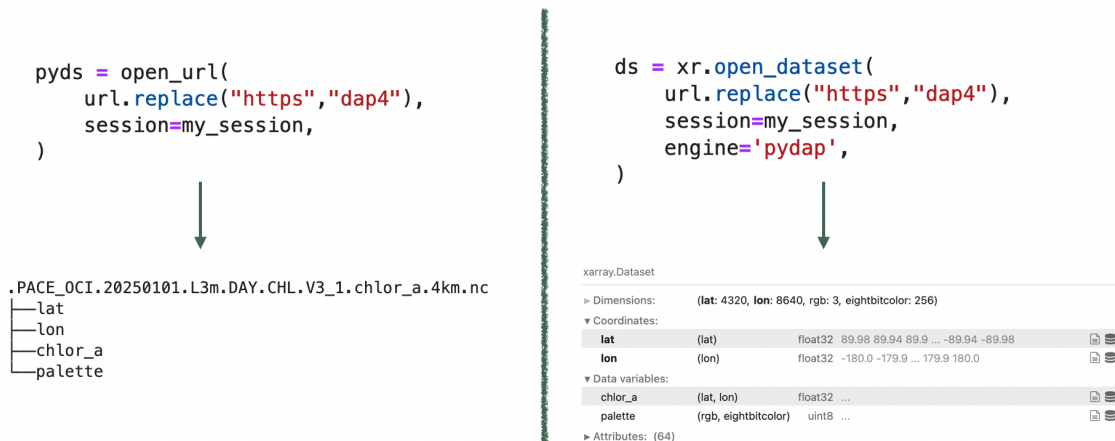 pyds = open_url(
url.replace("https","dap4"),
session=my_session,
)
.PACE_OCI.20250101.L3m.DAY.CHL.V3_1.chlor_a.4km.nc
├──lat
├──lon
├──chlor_a
└──palette
ds = xr.open_dataset(
url.replace("https","dap4"),
session=my_session,
engine='pydap',
)
xarray.Dataset
► Dimensions: (lat: 4320, lon: 8640, rgb: 3, eightbitcolor: 256)
▼ Coordinates:
lat (lat) float32 89.98 89.94 89.9 ... -89.94 -89.98
lon (lon) float32 -180.0 -179.9 ... 179.9 180.0
▼ Data variables:
chlor_a (lat, lon) float32 ...
palette (rgb, eightbitcolor) uint8 ...
► Attributes: (64)